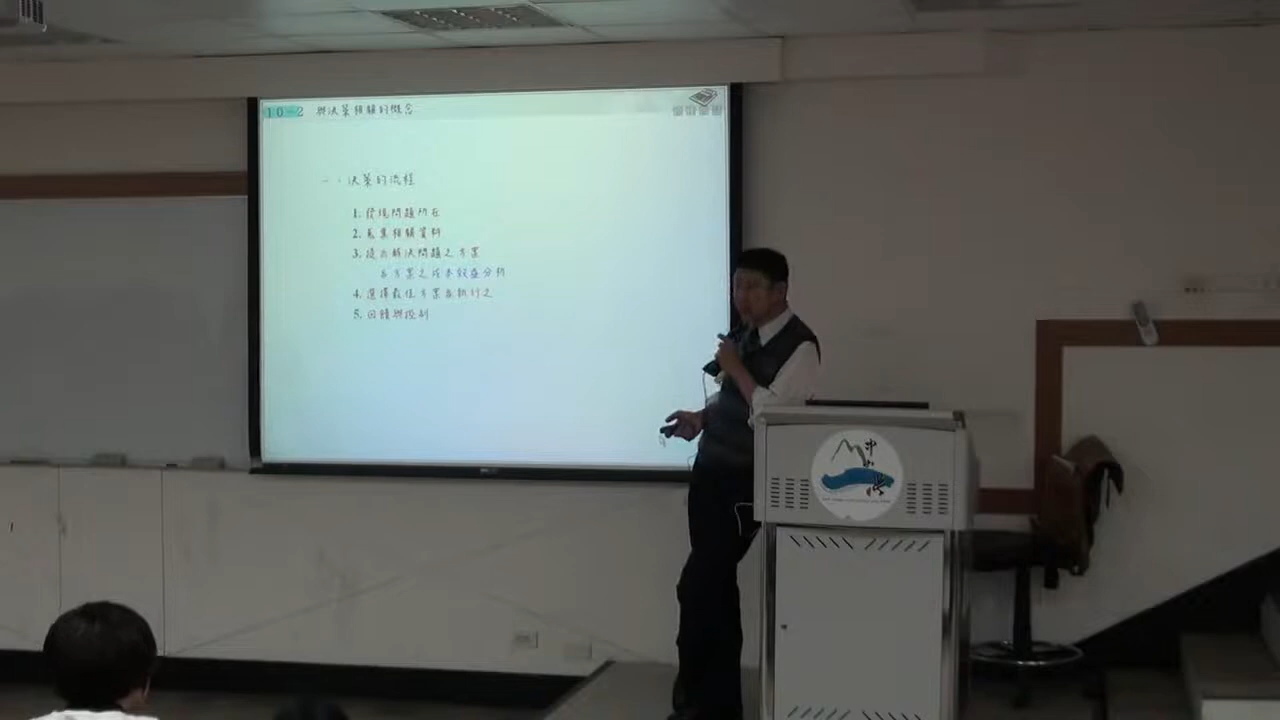 10-2 與決策相關的概念
一、決策的流程
1. 發現問題所在
2. 蒐集相關資料
3. 提出解決問題之方案
&方案之成本效益分析
4. 選擇最佳方案並執行之
5. 回饋與控制
中山